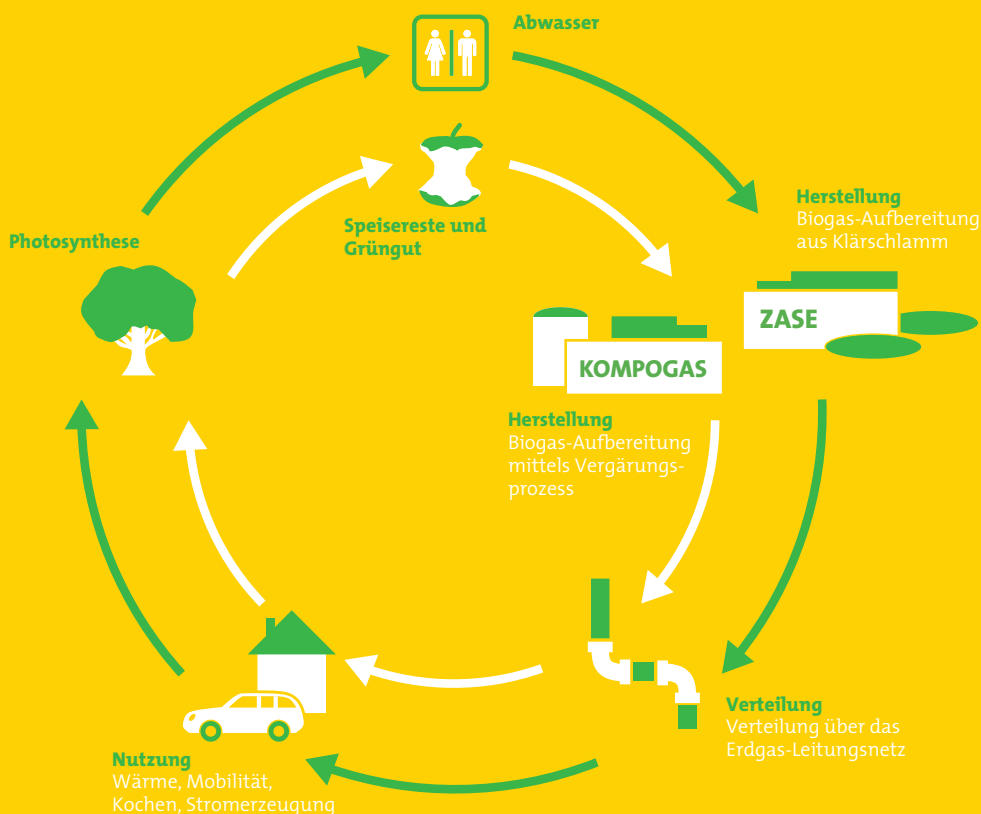 Abwasser
Speisereste und
Grüngut
Photosynthese
Herstellung
Biogas-Aufbereitung
aus Klärschlamm
ZASE
KOMPOGAS
Herstellung
Biogas-Aufbereitung
mittels Vergärungs-
prozess
Verteilung
Verteilung über das
Erdgas-Leitungsnetz
Nutzung
Wärme, Mobilität,
Kochen, Stromerzeugung